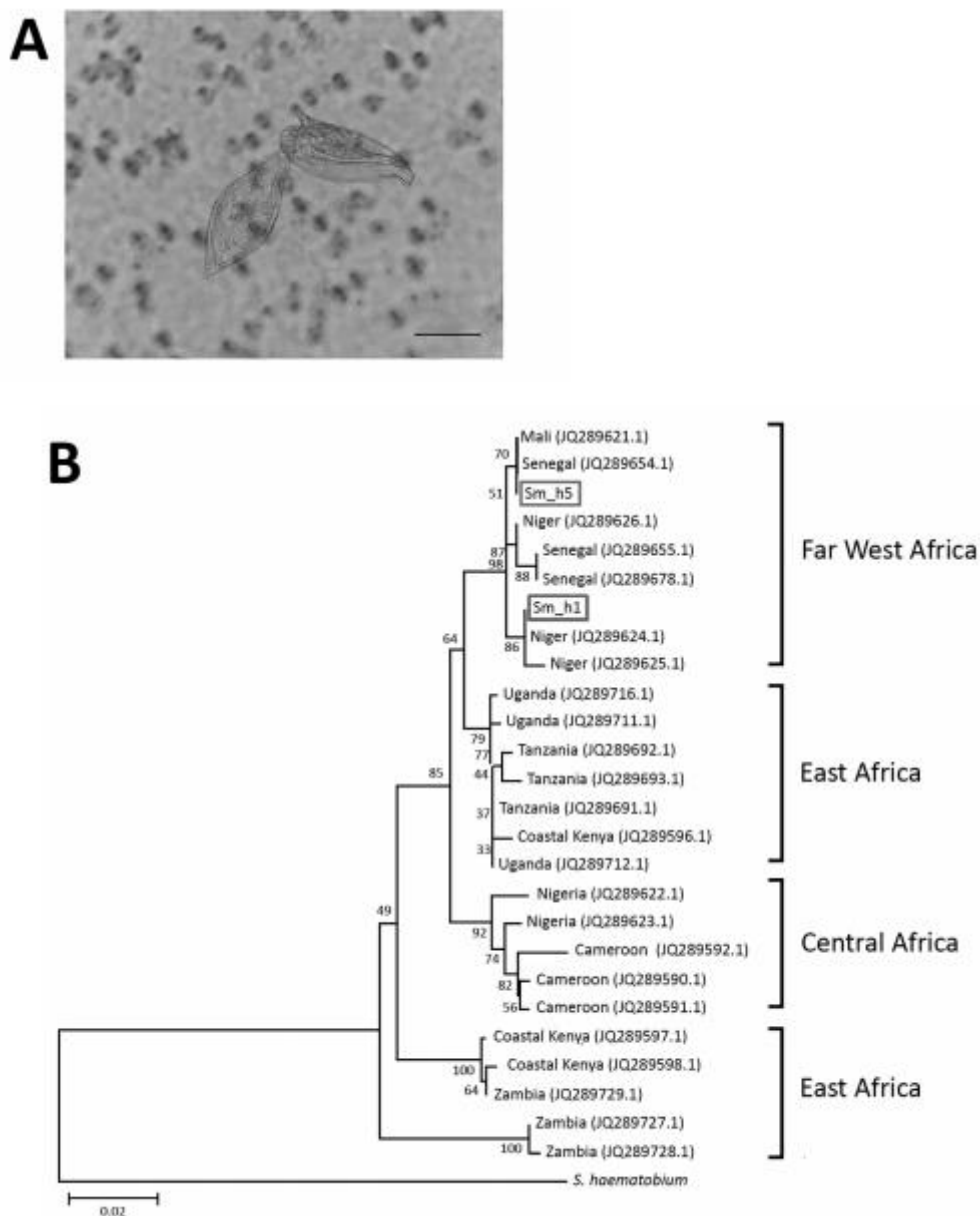 A
B
Mali (JQ289621.1)
70
Senegal (JQ289654.1)
51
Sm_h5
Niger (JQ289626.1)
Far West Africa
87
Senegal (JQ289655.1)
98
88
Senegal (JQ289678.1)
Sm_h1
64
Niger (JQ289624.1)
86
Niger (JQ289625.1)
Uganda (JQ289716.1)
Uganda (JQ289711.1)
79
77
Tanzania (JQ289692.1)
85
44
Tanzania (JQ289693.1)
East Africa
37
Tanzania (JQ289691.1)
Coastal Kenya (JQ289596.1)
33
Uganda (JQ289712.1)
Nigeria (JQ289622.1)
49
92
Nigeria (JQ289623.1)
Central Africa
74
Cameroon (JQ289592.1)
82
Cameroon (JQ289590.1)
56
Cameroon (JQ289591.1)
Coastal Kenya (JQ289597.1)
100
Coastal Kenya (JQ289598.1)
64
Zambia (JQ289729.1)
East Africa
Zambia (JQ289727.1)
100
Zambia (JQ289728.1)
S. haematobium
0.02